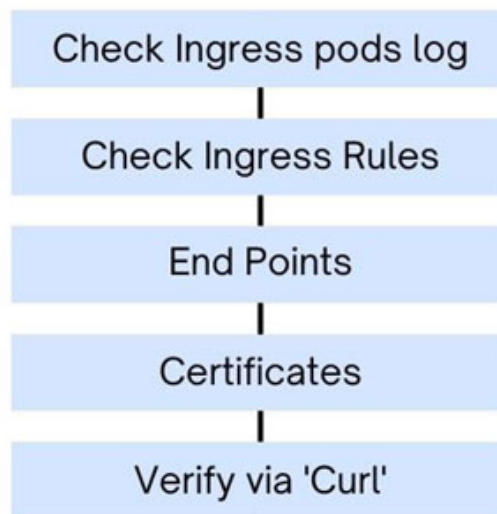 Check Ingress pods log
Check Ingress Rules
End Points
Certificates
Verify via 'Curl'